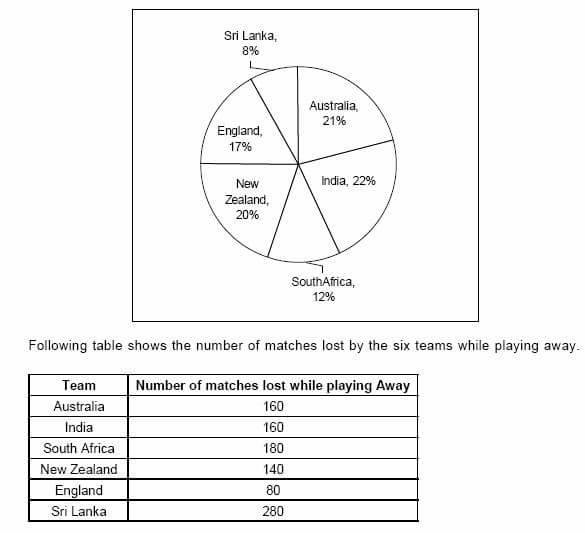 Sri Lanka,
8%
Australia,
21%
England,
17%
India, 22%
New
Zealand,
20%
SouthAfrica,
12%
Following table shows the number of matches lost by the six teams while playing away.
Team Number of matches lost while playing Away
Australia 160
India 160
South Africa 180
New Zealand 140
England 80
Sri Lanka 280